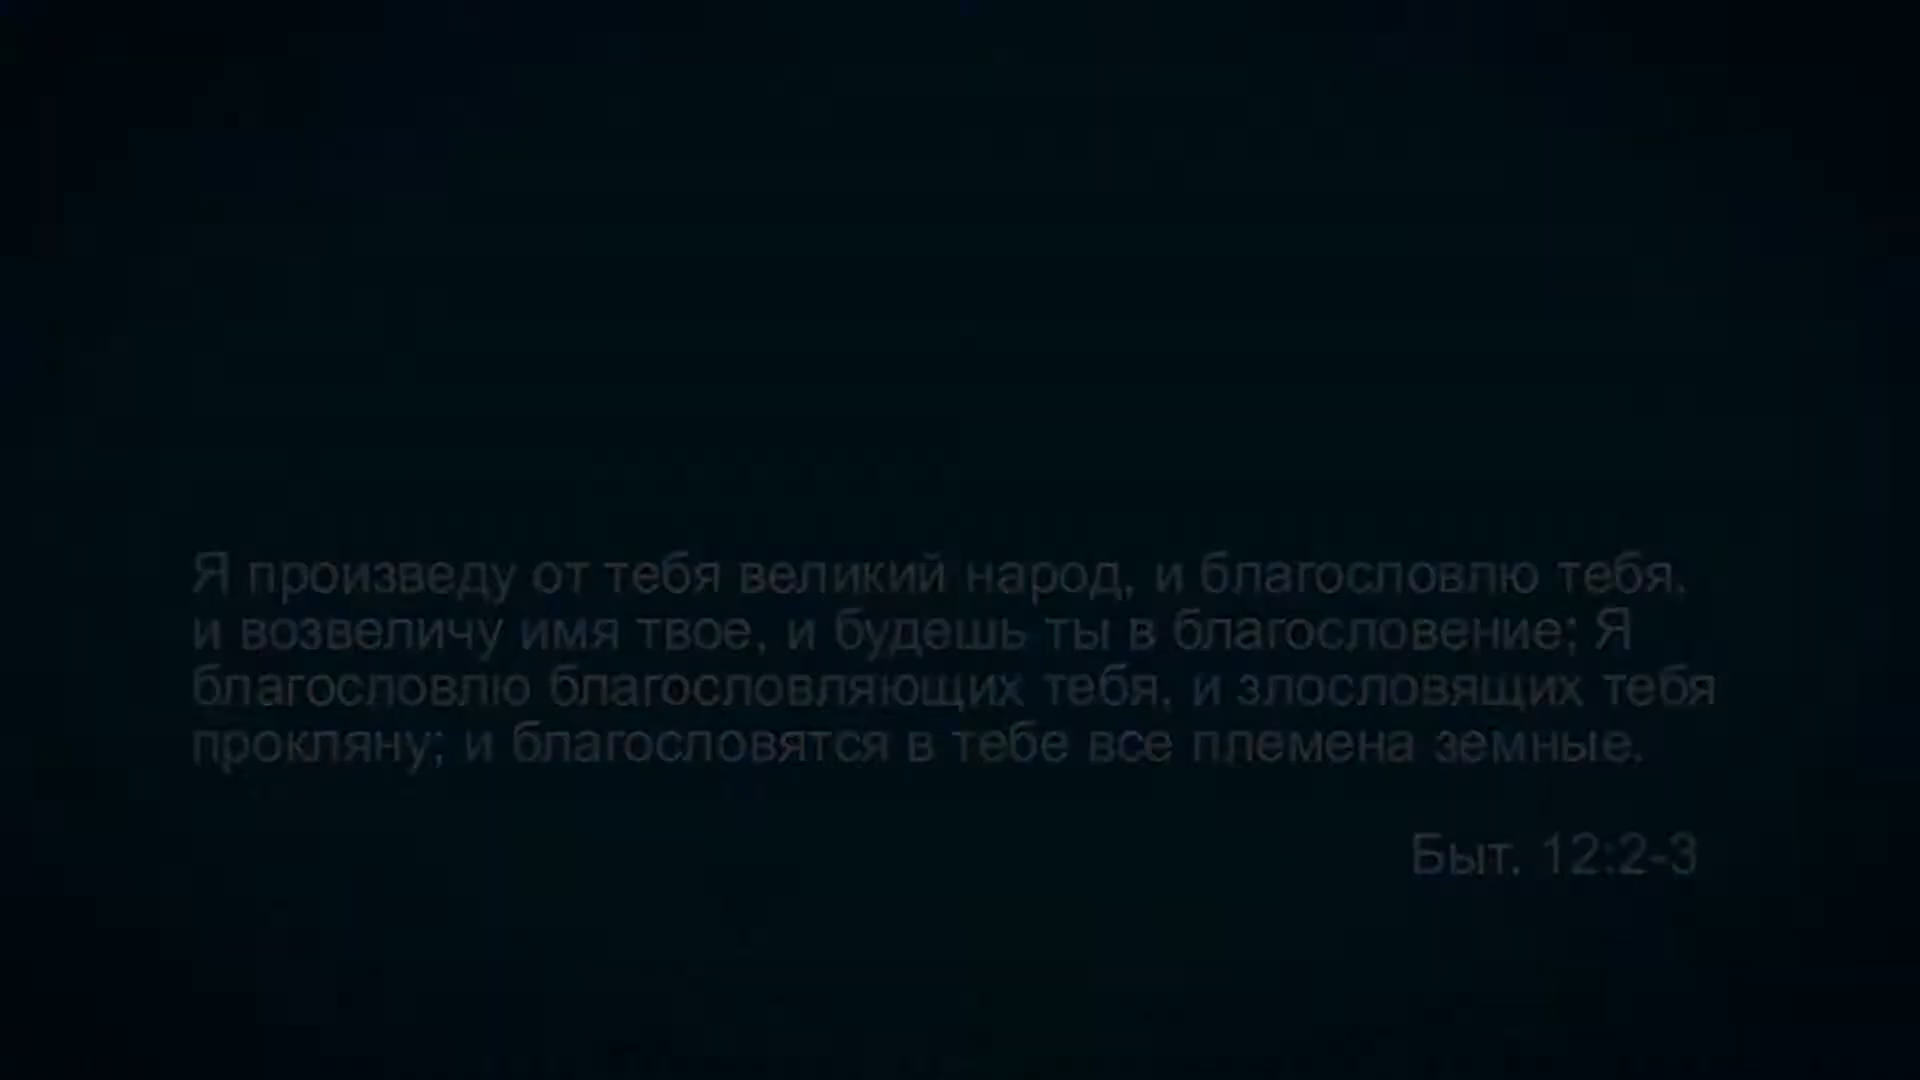 Я произведу от тебя великий народ, и благословлю тебя,
и возвеличу имя твое, и будешь ты в благословение; Я
благословлю благословляющих тебя, и злословящих тебя
прокляну; и благословятся в тебе все племена земные.
Быт. 12:2-3